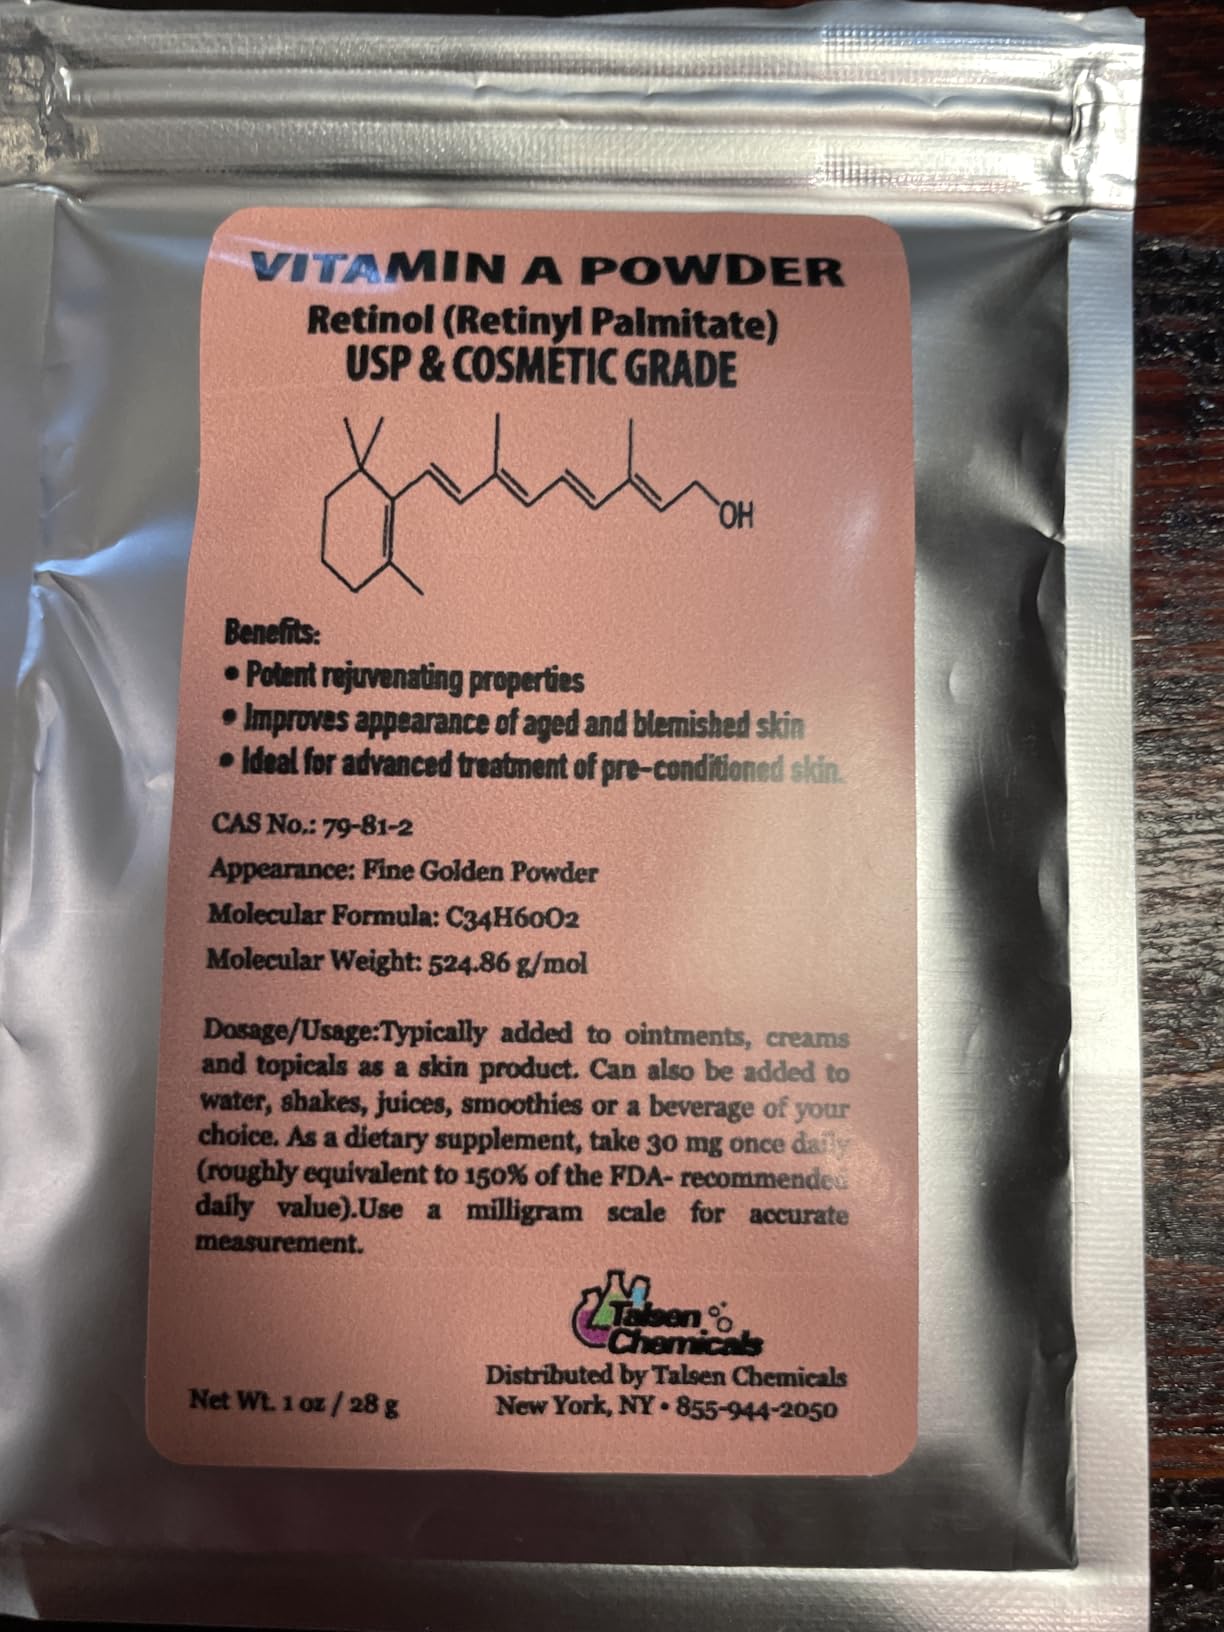 VITAMIN A POWDER
Retinol (Retinyl Palmitate)
USP & COSMETIC GRADE
OH
Benefits:
• Potent rejuvenating properties
• Improves appearance of aged and blemished skin
• Ideal for advanced treatment of pre-conditioned skin.
CAS No.: 79-81-2
Appearance: Fine Golden Powder
Molecular Formula: C34H60O2
Molecular Weight: 524.86 g/mol
Dosage/Usage:Typically added to ointments, creams
and topicals as a skin product. Can also be added to
water, shakes, juices, smoothies or a beverage of your
choice. As a dietary supplement, take 30 mg once daily
(roughly equivalent to 150% of the FDA- recommended
daily value).Use a milligram scale for accurate
measurement.
Talsen
Chemicals
Distributed by Talsen Chemicals
Net Wt. 1 oz / 28 g
New York, NY • 855-944-2050